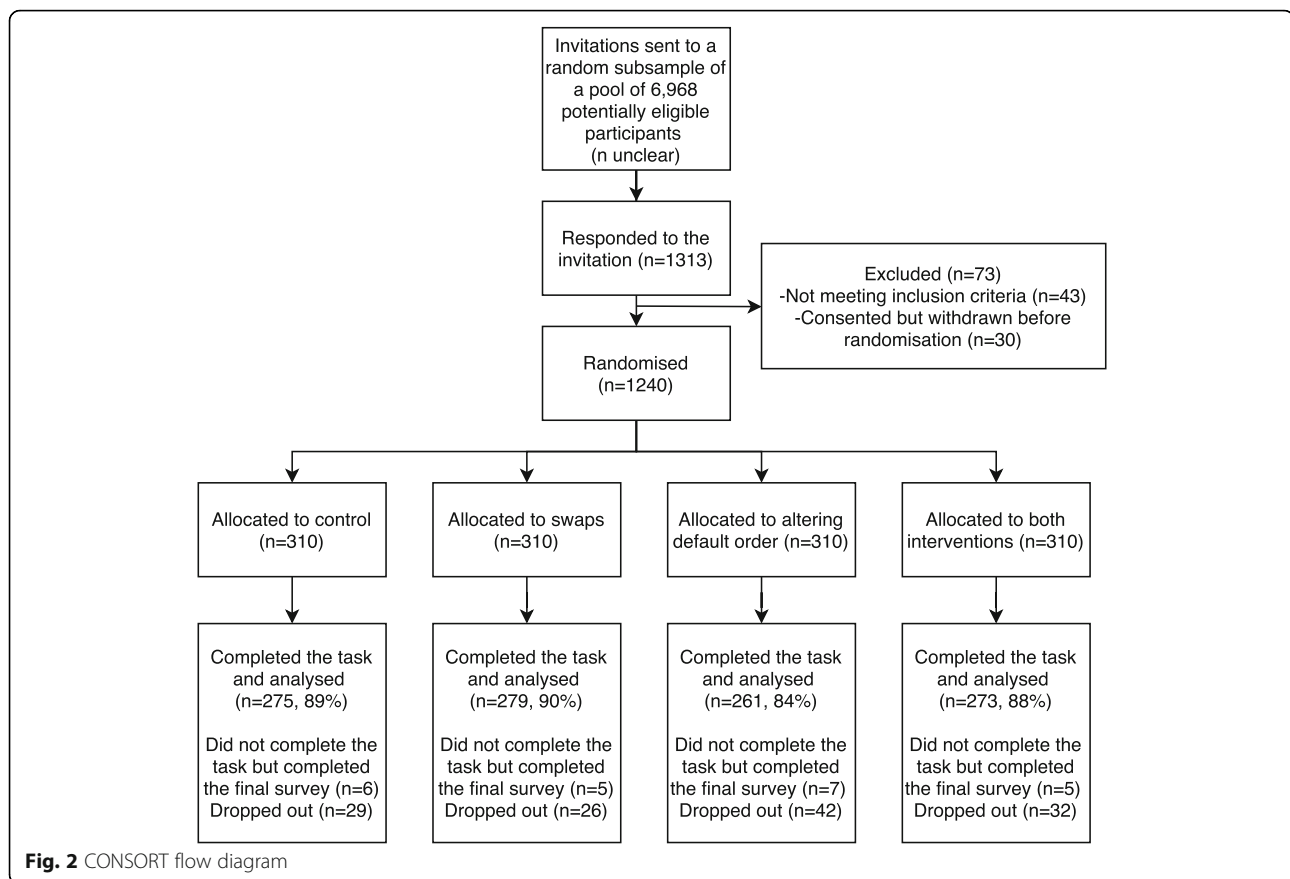 Invitations sent to a
random subsample of
a pool of 6,968
potentially eligible
participants
(n unclear)
Responded to the
invitation (n=1313)
Excluded (n=73)
-Not meeting inclusion criteria (n=43)
-Consented but withdrawn before
randomisation (n=30)
Randomised
(n=1240)
Allocated to control
(n=310)
Allocated to swaps
(n=310)
Allocated to altering
default order (n=310)
Allocated to both
interventions (n=310)
Completed the task
and analysed
(n=275, 89%)
Did not complete the
task but completed
the final survey (n=6)
Dropped out (n=29)
Completed the task
and analysed
(n=279, 90%)
Did not complete the
task but completed
the final survey (n=5)
Dropped out (n=26)
Completed the task
and analysed
(n=261, 84%)
Did not complete the
task but completed
the final survey (n=7)
Dropped out (n=42)
Completed the task
and analysed
(n=273, 88%)
Did not complete the
task but completed
the final survey (n=5)
Dropped out (n=32)
Fig. 2 CONSORT flow diagram